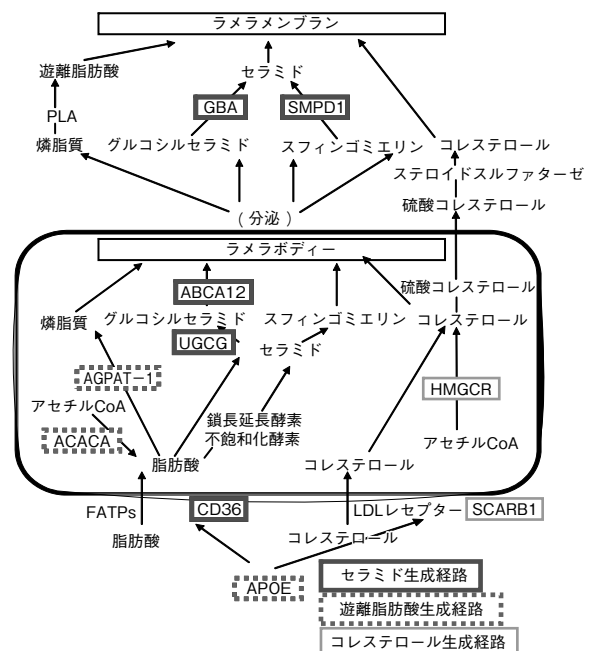 ラメラメンブラン
遊離脂肪酸
セラミド
GBA
SMPD1
PLA
燐脂質
グルコシルセラミド
スフィンゴミエリン
コレステロール
ステロイドスルファターゼ
硫酸コレステロール
(分泌)
ラメラボディー
ABCA12
硫酸コレステロール
燐脂質
グルコシルセラミド
スフィンゴミエリン
コレステロール
UGCG
セラミド
AGPAT-1
HMGCR
アセチルCoA
鎖長延長酵素
不飽和化酵素
ACACA
アセチルCoA
脂肪酸
コレステロール
FATPs
CD36
LDLレセプター
SCARB1
脂肪酸
コレステロール
APOE
セラミド生成経路
遊離脂肪酸生成経路
コレステロール生成経路